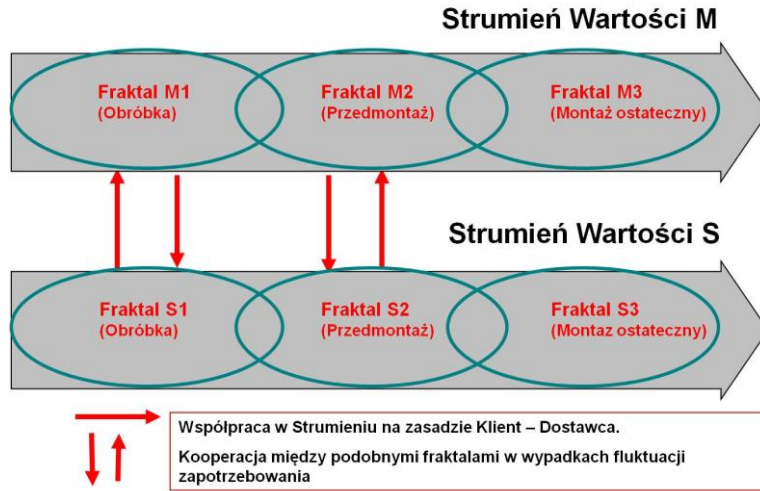 Strumień Wartości M
Fraktal M1
(Obróbka)
Fraktal M2
(Przedmontaż)
Fraktal M3
(Montaż ostateczny)
Strumień Wartości S
Fraktal S1
(Obróbka)
Fraktal S2
(Przedmontaż)
Fraktal S3
(Montaz ostateczny)
Współpraca w Strumieniu na zasadzie Klient – Dostawca.
Kooperacja między podobnymi fraktalami w wypadkach fluktuacji
zapotrzebowania